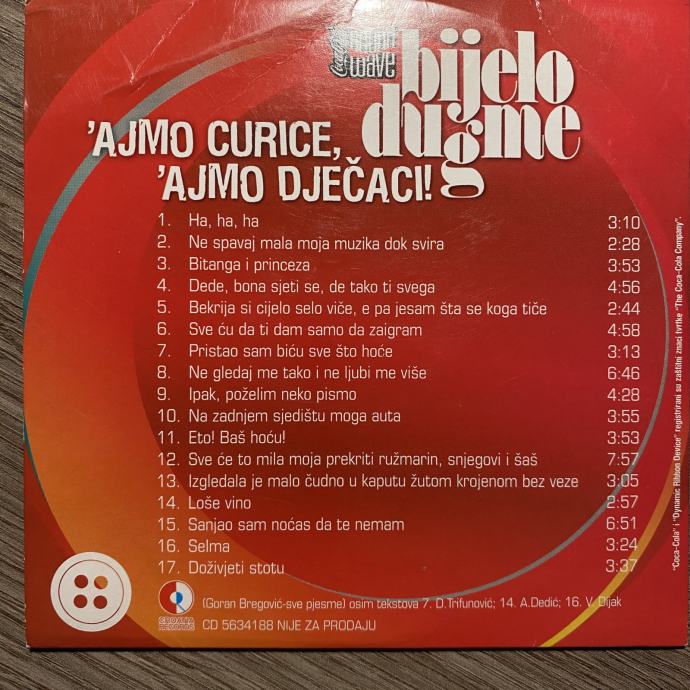 wave
bijelo
dugme
'AJMO CURICE,
'AJMO DJEČACI!
1. Ha, ha, ha 3:10
2. Ne spavaj mala moja muzika dok svira 2:28
3. Bitanga i princeza 3:53
4. Dede, bona sjeti se, de tako ti svega 4:56
5. Bekrija si cijelo selo viče, e pa jesam šta se koga tiče 2:44
6. Sve ću da ti dam samo da zaigram 4:58
7. Pristao sam biću sve što hoće 3:13
8. Ne gledaj me tako i ne ljubi me više 6:46
9. Ipak, poželim neko pismo 4:28
10. Na zadnjem sjedištu moga auta 3:55
11. Eto! Baš hoću! 3:53
12. Sve će to mila moja prekriti ružmarin, snjegovi i šaš 7:57
13. Izgledala je malo čudno u kaputu žutom krojenom bez veze 3:05
14. Loše vino 2:57
15. Sanjao sam noćas da te nemam 6:51
16. Selma 3:24
17. Doživjeti stotu 3:37
(Goran Bregović-sve pjesme) osim tekstova 7. D.Trifunović; 14. A.Dedić; 16. V. Dijak
CROATIA
RECORDS
CD 5634188 NIJE ZA PRODAJU
"Coca-Cola" i "Dynamic Ribbon Device" registrirani su zaštitni znaci tvrtke "The Coca-Cola Company".